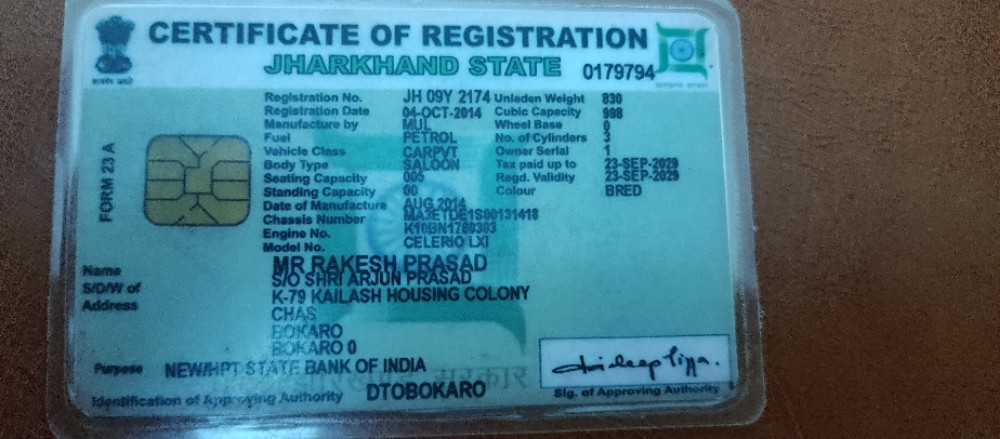 CERTIFICATE OF REGISTRATION
JHARKHAND STATE 0179794
Registration No. JH 09Y 2174 Unladen Weight 830
Registration Date 04-OCT-2014 Cubic Capacity 998
Manufacture by MUL Wheel Base 0
Fuel PETROL No. of Cylinders 3
Vehicle Class CARPVT Owner Serial 1
Body Type SALOON Tax paid up to 23-SEP-2029
Seating Capacity 005 Regd. Validity 23-SEP-2029
Standing Capacity 00 Colour BRED
Date of Manufacture AUG 2014
Chassis Number MA3ETDE1S00131418
Engine No. K10BN1780303
Model No. CELERIO LXI
FORM 23 A
Name MR RAKESH PRASAD
S/D/W of S/O SHRI ARJUN PRASAD
Address K-79 KAILASH HOUSING COLONY
CHAS
BOKARO
BOKARO 0
Purpose NEW/HPT STATE BANK OF INDIA
सरकार
Identification of Approving Authority DTOBOKARO
Sig. of Approving Authority